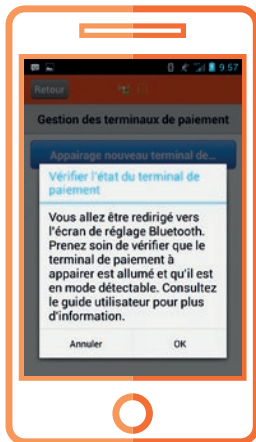 9:57
Retour
Gestion des terminaux de paiement
Appairage nouveau terminal de...
Vérifier l'état du terminal de
paiement
Vous allez être redirigé vers
l'écran de réglage Bluetooth.
Prenez soin de vérifier que le
terminal de paiement à
appairer est allumé et qu'il est
en mode détectable. Consultez
le guide utilisateur pour plus
d'information.
Annuler
OK